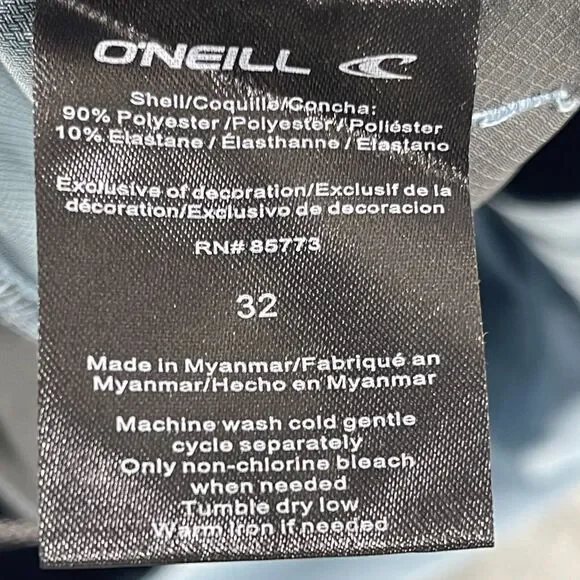 O'NEILL
Shell/Coquille/Concha:
90% Polyester /Polyester/Poliéster
10% Elastane / Élasthanne / Elastano
Exclusive of decoration/Exclusif de la
décoration/Exclusivo de decoracion
RN# 85773
32
Made in Myanmar/Fabriqué an
Myanmar/Hecho en Myanmar
Machine wash cold gentle
cycle separately
Only non-chlorine bleach
when needed
Tumble dry low
Warm Iron if needed